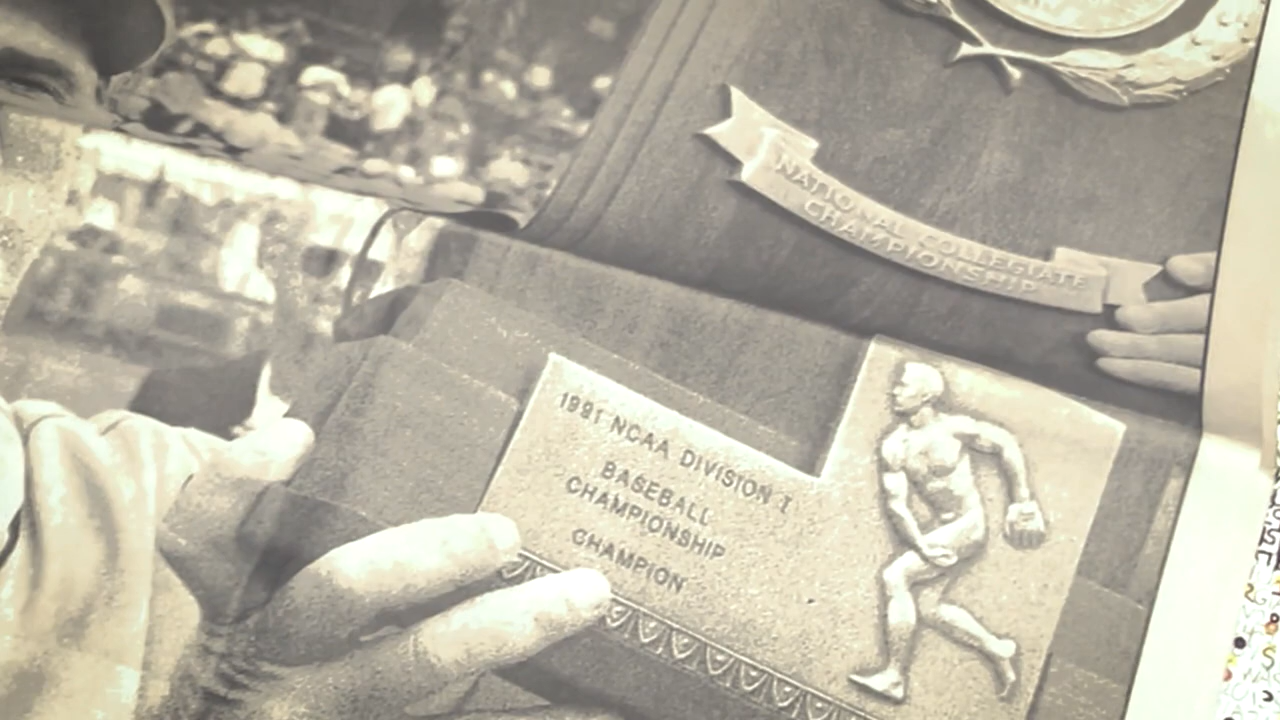 NATIONAL COLLEGIATE
CHAMPIONSHIP
1991 NCAA DIVISION I
BASEBALL
CHAMPIONSHIP
CHAMPION